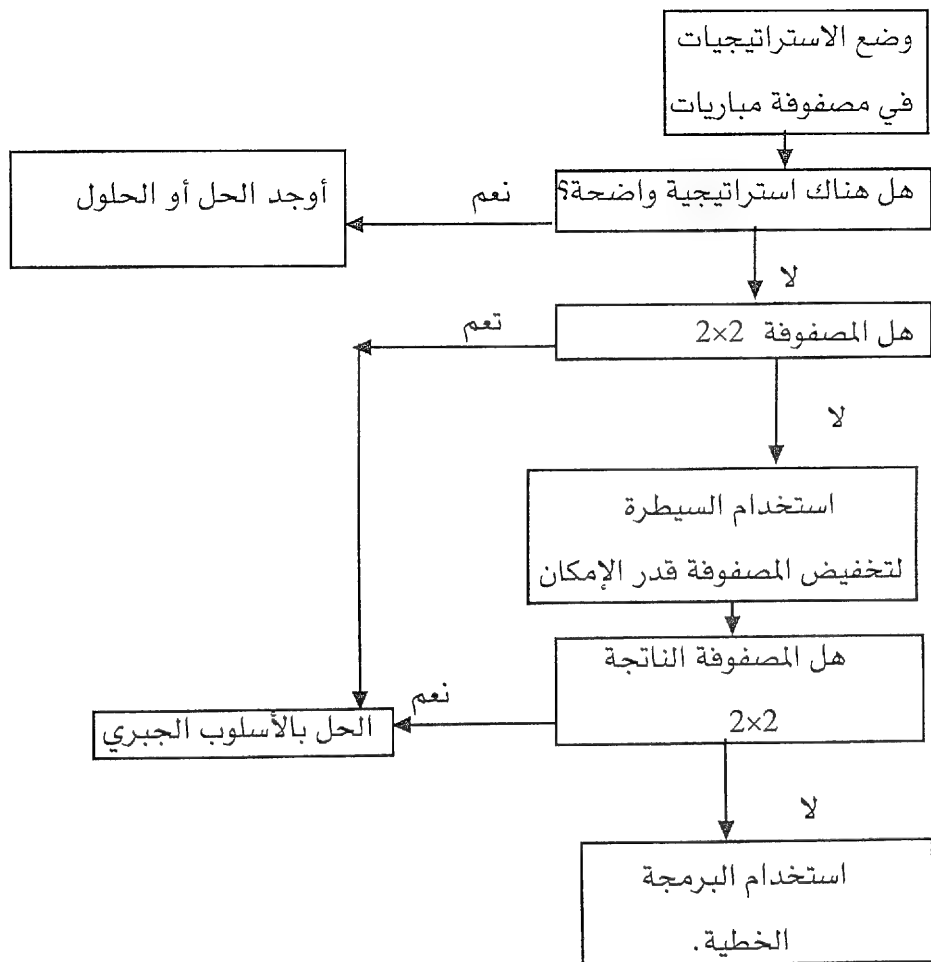 وضع الاستراتيجيات
في مصفوفة مباريات
هل هناك استراتيجية واضحة؟
نعم
أوجد الحل أو الحلول
لا
هل المصفوفة 2×2
تعم
لا
استخدام السيطرة
لتخفيض المصفوفة قدر الإمكان
هل المصفوفة الناتجة
2×2
نعم
الحل بالأسلوب الجبري
لا
استخدام البرمجة
الخطية.